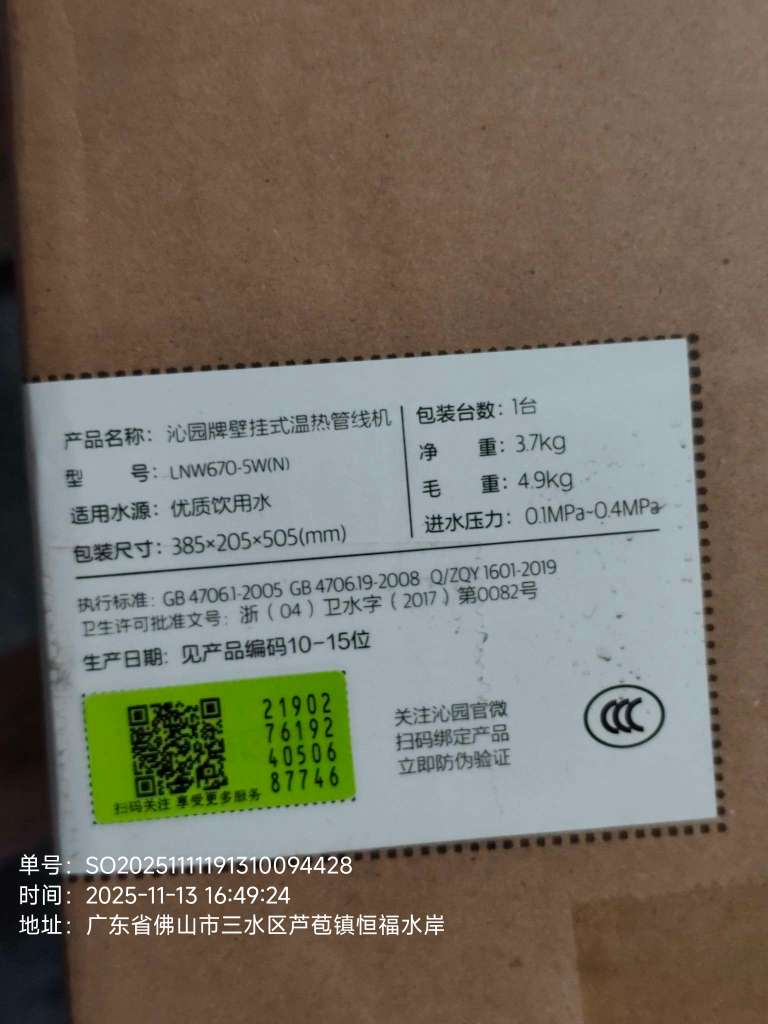 产品名称：沁园牌壁挂式温热管线机
型 号：LNW670-5W(N)
适用水源：优质饮用水
包装尺寸：385×205×505(mm)
包装台数：1台
净 重：3.7kg
毛 重：4.9kg
进水压力：0.1MPa~0.4MPa
执行标准：GB 4706.1-2005 GB 4706.19-2008 Q/ZQY 1601-2019
卫生许可批准文号：浙（04）卫水字（2017）第0082号
生产日期：见产品编码10-15位
21902
76192
40506
87746
扫码关注 享受更多服务
关注沁园官微
扫码绑定产品
立即防伪验证
CCC
单号：SO20251111191310094428
时间：2025-11-13 16:49:24
地址：广东省佛山市三水区芦苞镇恒福水岸